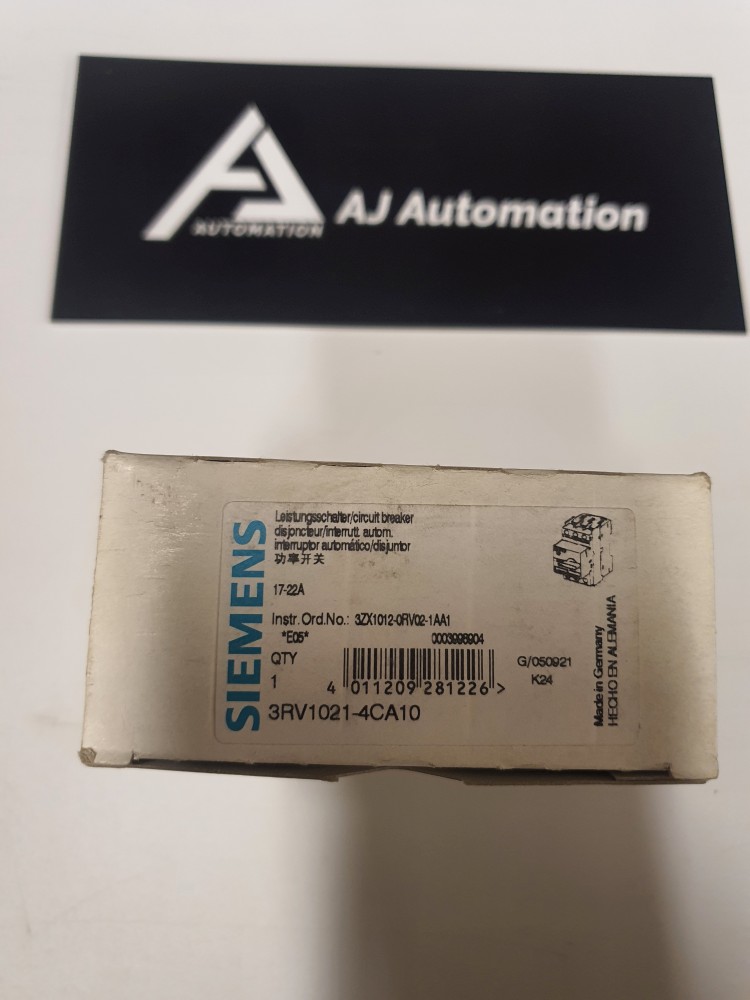 AUTOMATION
AJ Automation
SIEMENS
Leistungsschalter/circuit breaker
disjoncteur/interrutt. autom.
interruptor automático/disjuntor
功率开关
17-22A
Instr.Ord.No.: 3ZX1012-0RV02-1AA1
*E05* 0003998904
QTY
1
4 011209 281226 >
G/050921
K24
3RV1021-4CA10
Made in Germany
HECHO EN ALEMANIA